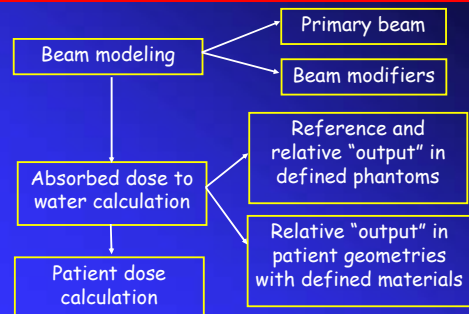 Primary beam
Beam modeling
Beam modifiers
Reference and
relative “output” in
defined phantoms
Absorbed dose to
water calculation
Relative “output” in
patient geometries
with defined materials
Patient dose
calculation